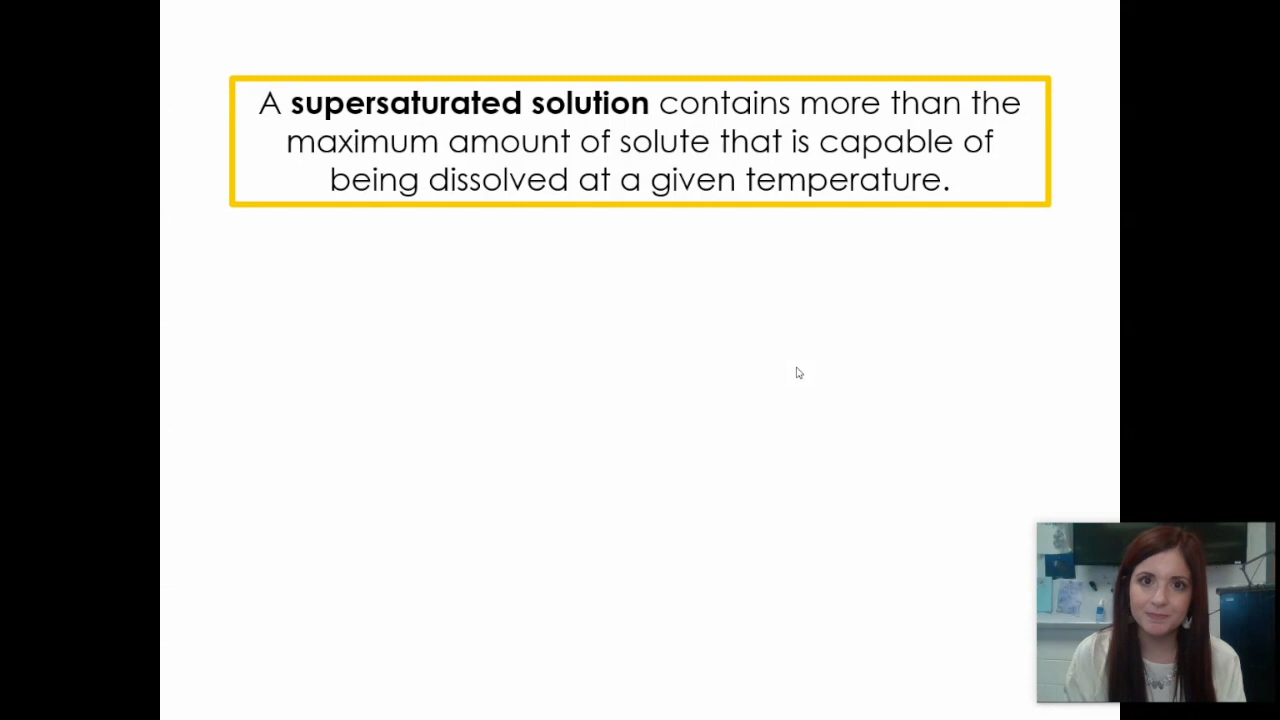 A supersaturated solution contains more than the
maximum amount of solute that is capable of
being dissolved at a given temperature.